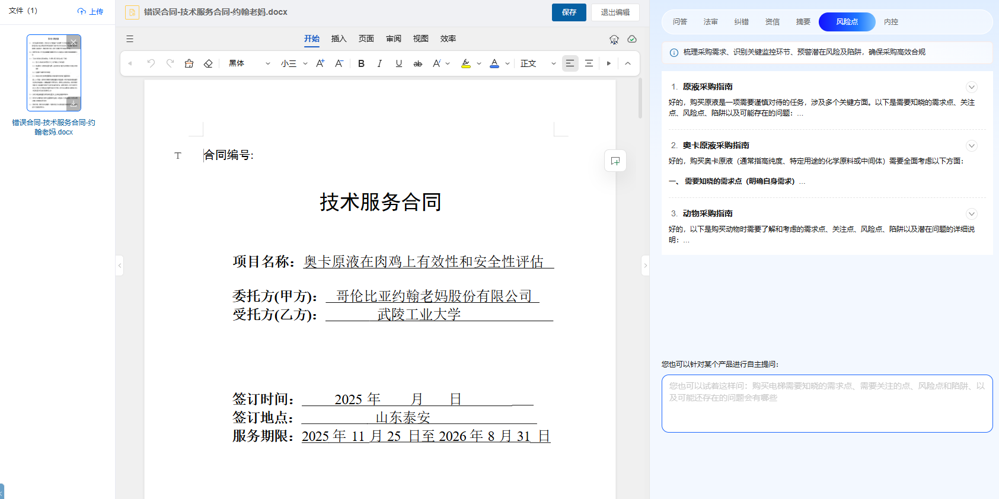 文件（1）
上传
错误合同-技术服务合同-约
翰老妈.docx
错误合同-技术服务合同-约翰老妈.docx
保存
退出编辑
开始 插入 页面 审阅 视图 效率
黑体 小三 A+ A- B I U ab A A 正文
合同编号:
技术服务合同
项目名称：奥卡原液在肉鸡上有效性和安全性评估
委托方(甲方)：哥伦比亚约翰老妈股份有限公司
受托方(乙方)：武陵工业大学
签订时间：2025 年 月 日
签订地点：山东泰安
服务期限：2025 年 11 月 25 日至 2026 年 8 月 31 日
问答 法审 纠错 资信 摘要 风险点 内控
梳理采购需求、识别关键监控环节、预警潜在风险及陷阱，确保采购高效合规
1. 原液采购指南
好的，购买原液是一项需要谨慎对待的任务，涉及多个关键方面。以下是需要知晓的需求点、关注
点、风险点、陷阱以及可能存在的问题：...
2. 奥卡原液采购指南
好的，购买奥卡原液（通常指高纯度、特定用途的化学原料或中间体）需要全面考虑以下方面：
一、 需要知晓的需求点（明确自身需求）...
3. 动物采购指南
好的，以下是购买动物时需要了解和考虑的需求点、关注点、风险点、陷阱以及潜在问题的详细说
明：...
您也可以针对某个产品进行自主提问：
您也可以试着这样问：购买电梯需要知晓的需求点、需要关注的点、风险点和陷阱、以
及可能还存在的问题会有哪些